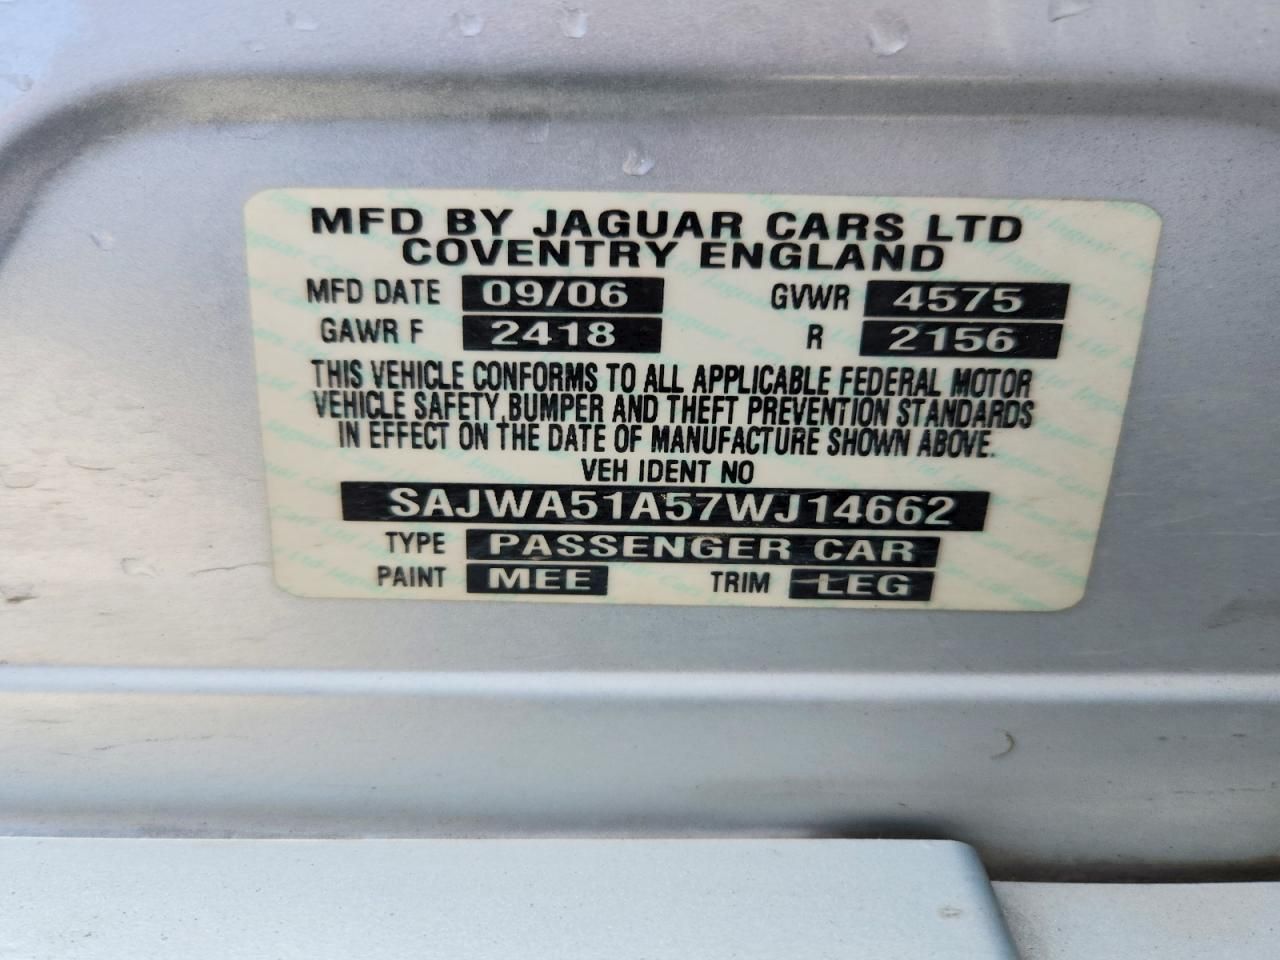 MFD BY JAGUAR CARS LTD
COVENTRY ENGLAND
MFD DATE 09/06 GVWR 4575
GAWR F 2418 R 2156
THIS VEHICLE CONFORMS TO ALL APPLICABLE FEDERAL MOTOR
VEHICLE SAFETY, BUMPER AND THEFT PREVENTION STANDARDS
IN EFFECT ON THE DATE OF MANUFACTURE SHOWN ABOVE.
VEH IDENT NO
SAJWA51A57WJ14662
TYPE PASSENGER CAR
PAINT MEE TRIM LEG